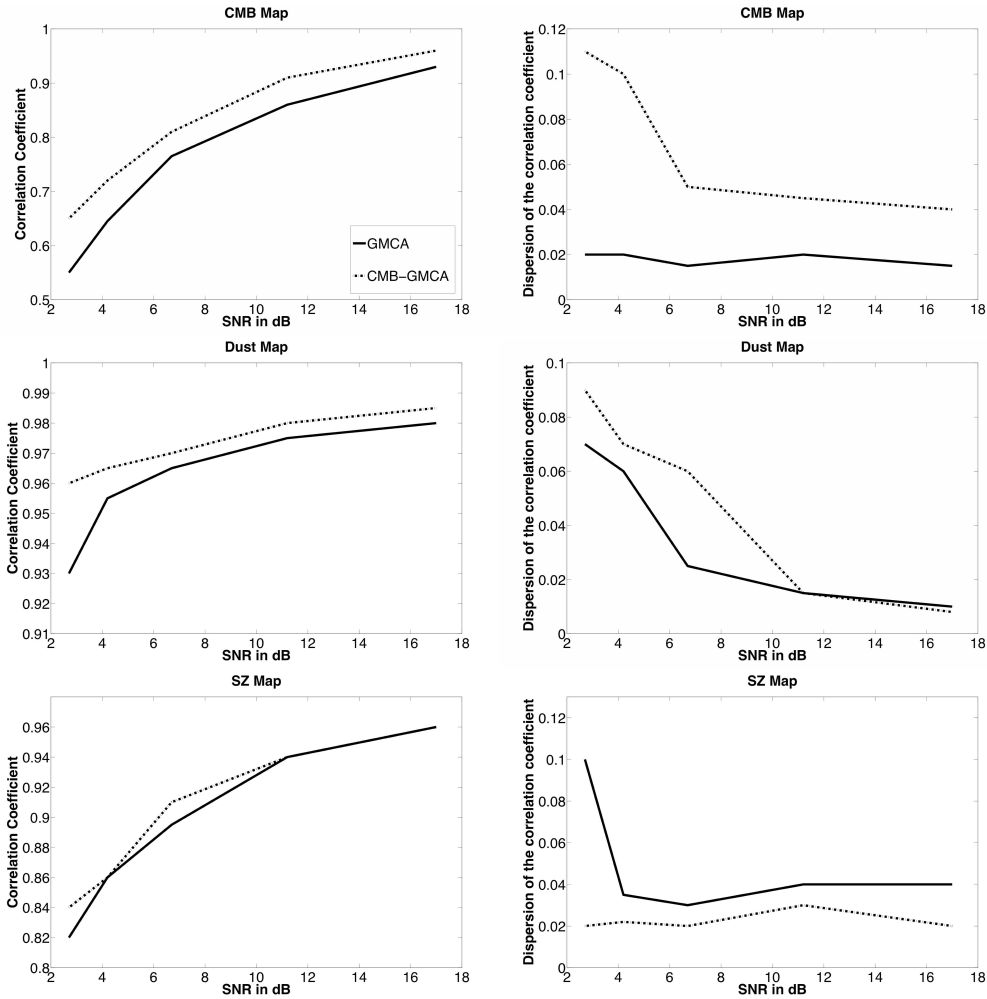 CMB Map
Correlation Coefficient
1
0.9
0.8
0.7
0.6
0.5
2 4 6 8 10 12 14 16 18
SNR in dB
GMCA
CMB−GMCA
CMB Map
Dispersion of the correlation coefficient
0.12
0.1
0.08
0.06
0.04
0.02
0
2 4 6 8 10 12 14 16 18
SNR in dB
Dust Map
Correlation Coefficient
1
0.99
0.98
0.97
0.96
0.95
0.94
0.93
0.92
0.91
2 4 6 8 10 12 14 16 18
SNR in dB
Dust Map
Dispersion of the correlation coefficient
0.1
0.08
0.06
0.04
0.02
0
2 4 6 8 10 12 14 16 18
SNR in dB
SZ Map
Correlation Coefficient
0.96
0.94
0.92
0.9
0.88
0.86
0.84
0.82
0.8
2 4 6 8 10 12 14 16 18
SNR in dB
SZ Map
Dispersion of the correlation coefficient
0.12
0.1
0.08
0.06
0.04
0.02
0
2 4 6 8 10 12 14 16 18
SNR in dB